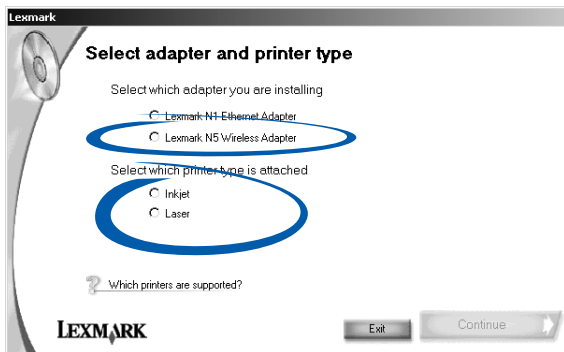 Lexmark
Select adapter and printer type
Select which adapter you are installing
Lexmark N1 Ethernet Adapter
Lexmark N5 Wireless Adapter
Select which printer type is attached
Inkjet
Laser
? Which printers are supported?
LEXMARK
Exit
Continue